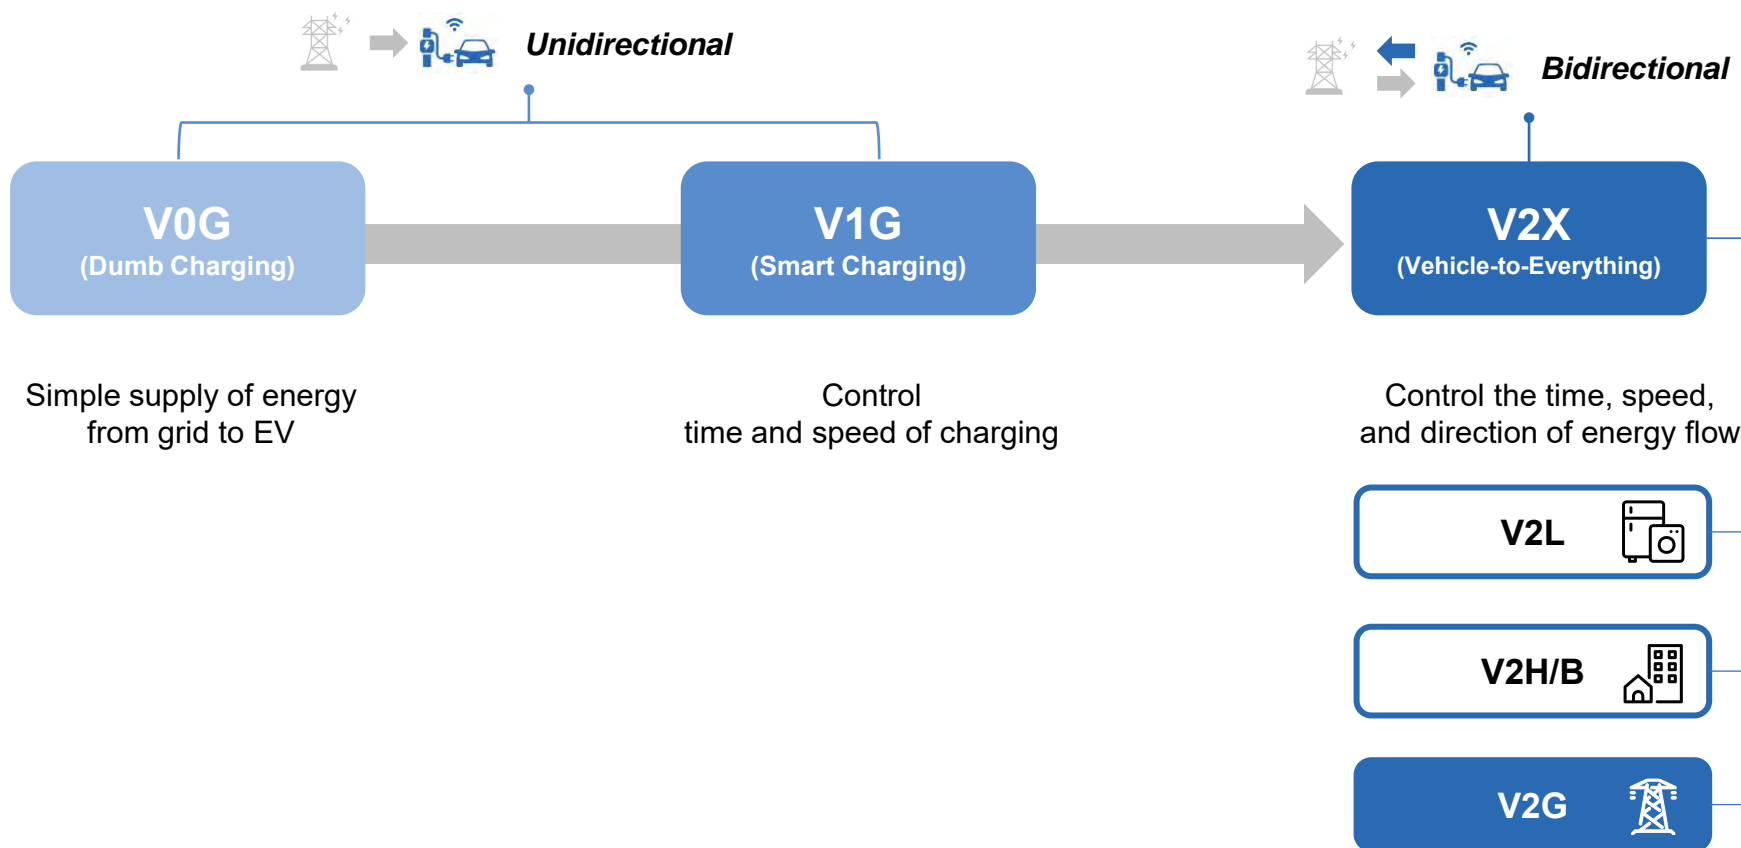 Unidirectional
Bidirectional
V0G
(Dumb Charging)
V1G
(Smart Charging)
V2X
(Vehicle-to-Everything)
Simple supply of energy
from grid to EV
Control
time and speed of charging
Control the time, speed,
and direction of energy flow
V2L
V2H/B
V2G